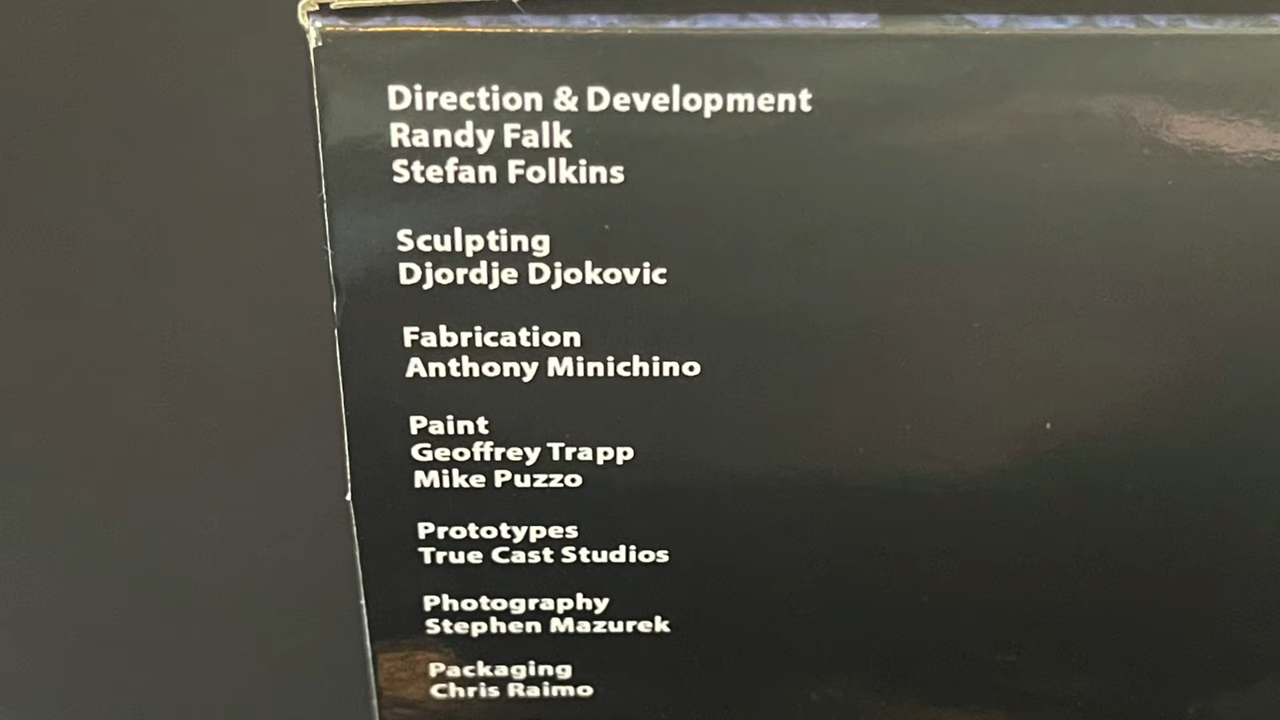 Direction & Development
Randy Falk
Stefan Folkins
Sculpting
Djordje Djokovic
Fabrication
Anthony Minichino
Paint
Geoffrey Trapp
Mike Puzzo
Prototypes
True Cast Studios
Photography
Stephen Mazurek
Packaging
Chris Raimo